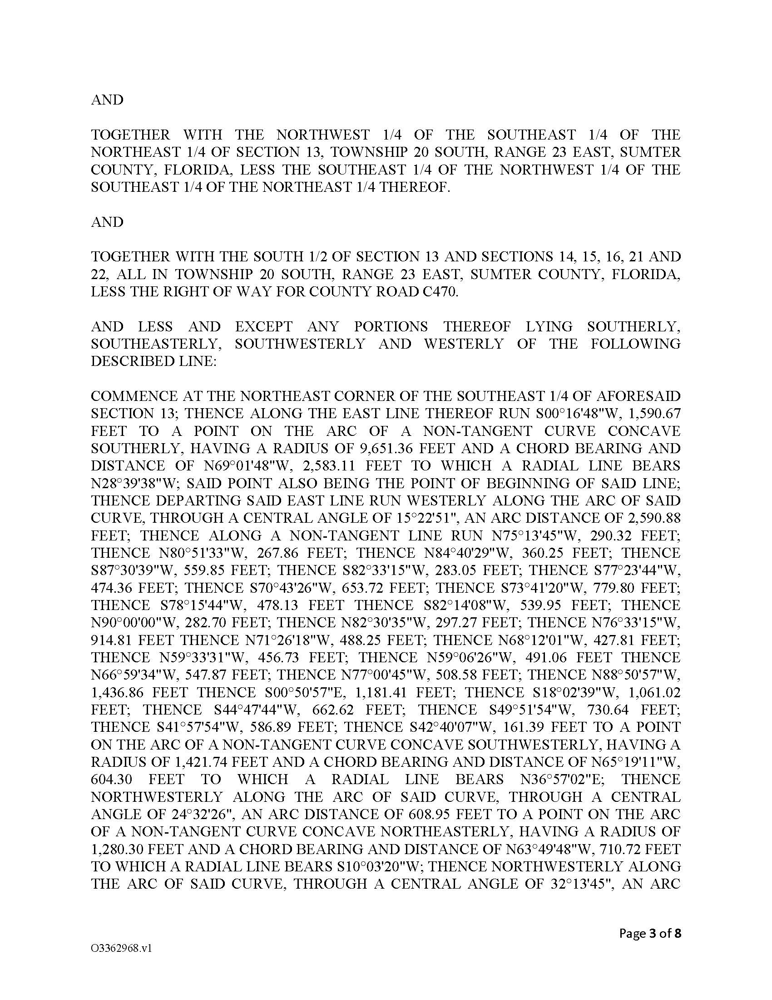 AND
TOGETHER WITH THE NORTHWEST 1/4 OF THE SOUTHEAST 1/4 OF THE
NORTHEAST 1/4 OF SECTION 13, TOWNSHIP 20 SOUTH, RANGE 23 EAST, SUMTER
COUNTY, FLORIDA, LESS THE SOUTHEAST 1/4 OF THE NORTHWEST 1/4 OF THE
SOUTHEAST 1/4 OF THE NORTHEAST 1/4 THEREOF.
AND
TOGETHER WITH THE SOUTH 1/2 OF SECTION 13 AND SECTIONS 14, 15, 16, 21 AND
22, ALL IN TOWNSHIP 20 SOUTH, RANGE 23 EAST, SUMTER COUNTY, FLORIDA,
LESS THE RIGHT OF WAY FOR COUNTY ROAD C470.
AND LESS AND EXCEPT ANY PORTIONS THEREOF LYING SOUTHERLY,
SOUTHEASTERLY, SOUTHWESTERLY AND WESTERLY OF THE FOLLOWING
DESCRIBED LINE:
COMMENCE AT THE NORTHEAST CORNER OF THE SOUTHEAST 1/4 OF AFORESAID
SECTION 13; THENCE ALONG THE EAST LINE THEREOF RUN S00°16'48"W, 1,590.67
FEET TO A POINT ON THE ARC OF A NON-TANGENT CURVE CONCAVE
SOUTHERLY, HAVING A RADIUS OF 9,651.36 FEET AND A CHORD BEARING AND
DISTANCE OF N69°01'48"W, 2,583.11 FEET TO WHICH A RADIAL LINE BEARS
N28°39'38"W; SAID POINT ALSO BEING THE POINT OF BEGINNING OF SAID LINE;
THENCE DEPARTING SAID EAST LINE RUN WESTERLY ALONG THE ARC OF SAID
CURVE, THROUGH A CENTRAL ANGLE OF 15°22'51", AN ARC DISTANCE OF 2,590.88
FEET; THENCE ALONG A NON-TANGENT LINE RUN N75°13'45"W, 290.32 FEET;
THENCE N80°51'33"W, 267.86 FEET; THENCE N84°40'29"W, 360.25 FEET; THENCE
S87°30'39"W, 559.85 FEET; THENCE S82°33'15"W, 283.05 FEET; THENCE S77°23'44"W,
474.36 FEET; THENCE S70°43'26"W, 653.72 FEET; THENCE S73°41'20"W, 779.80 FEET;
THENCE S78°15'44"W, 478.13 FEET THENCE S82°14'08"W, 539.95 FEET; THENCE
N90°00'00"W, 282.70 FEET; THENCE N82°30'35"W, 297.27 FEET; THENCE N76°33'15"W,
914.81 FEET THENCE N71°26'18"W, 488.25 FEET; THENCE N68°12'01"W, 427.81 FEET;
THENCE N59°33'31"W, 456.73 FEET; THENCE N59°06'26"W, 491.06 FEET THENCE
N66°59'34"W, 547.87 FEET; THENCE N77°00'45"W, 508.58 FEET; THENCE N88°50'57"W,
1,436.86 FEET THENCE S00°50'57"E, 1,181.41 FEET; THENCE S18°02'39"W, 1,061.02
FEET; THENCE S44°47'44"W, 662.62 FEET; THENCE S49°51'54"W, 730.64 FEET;
THENCE S41°57'54"W, 586.89 FEET; THENCE S42°40'07"W, 161.39 FEET TO A POINT
ON THE ARC OF A NON-TANGENT CURVE CONCAVE SOUTHWESTERLY, HAVING A
RADIUS OF 1,421.74 FEET AND A CHORD BEARING AND DISTANCE OF N65°19'11"W,
604.30 FEET TO WHICH A RADIAL LINE BEARS N36°57'02"E; THENCE
NORTHWESTERLY ALONG THE ARC OF SAID CURVE, THROUGH A CENTRAL
ANGLE OF 24°32'26", AN ARC DISTANCE OF 608.95 FEET TO A POINT ON THE ARC
OF A NON-TANGENT CURVE CONCAVE NORTHEASTERLY, HAVING A RADIUS OF
1,280.30 FEET AND A CHORD BEARING AND DISTANCE OF N63°49'48"W, 710.72 FEET
TO WHICH A RADIAL LINE BEARS S10°03'20"W; THENCE NORTHWESTERLY ALONG
THE ARC OF SAID CURVE, THROUGH A CENTRAL ANGLE OF 32°13'45", AN ARC
Page 3 of 8
O3362968.v1